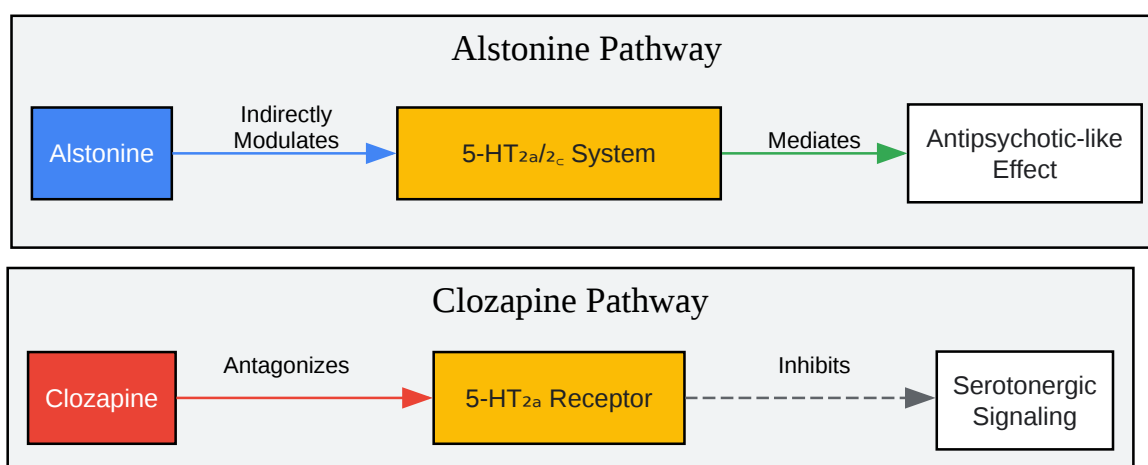 Alstonine Pathway
Alstonine
Indirectly
Modulates
5-HT₂ₐ/₂꜀ System
Mediates
Antipsychotic-like
Effect
Clozapine Pathway
Clozapine
Antagonizes
5-HT₂ₐ Receptor
Inhibits
Serotonergic
Signaling